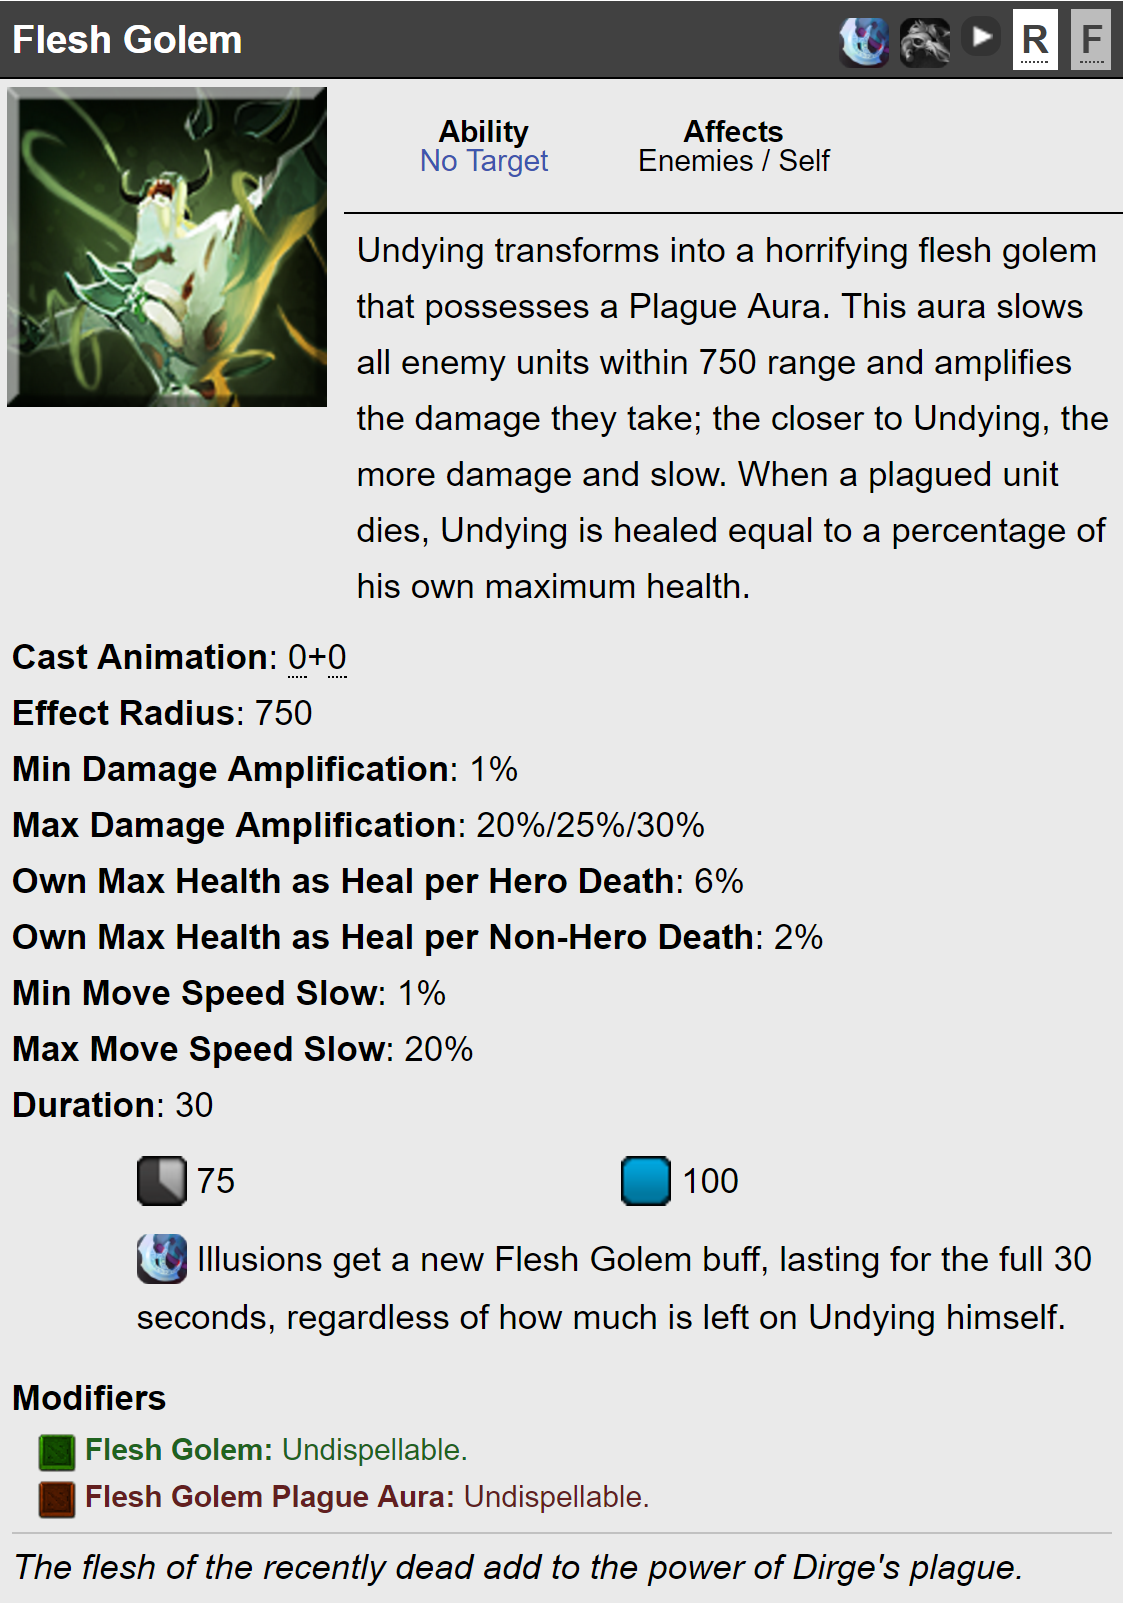 Flesh Golem R F
Ability Affects
No Target Enemies / Self
Undying transforms into a horrifying flesh golem
that possesses a Plague Aura. This aura slows
all enemy units within 750 range and amplifies
the damage they take; the closer to Undying, the
more damage and slow. When a plagued unit
dies, Undying is healed equal to a percentage of
his own maximum health.
Cast Animation: 0+0
Effect Radius: 750
Min Damage Amplification: 1%
Max Damage Amplification: 20%/25%/30%
Own Max Health as Heal per Hero Death: 6%
Own Max Health as Heal per Non-Hero Death: 2%
Min Move Speed Slow: 1%
Max Move Speed Slow: 20%
Duration: 30
75 100
Illusions get a new Flesh Golem buff, lasting for the full 30
seconds, regardless of how much is left on Undying himself.
Modifiers
Flesh Golem: Undispellable.
Flesh Golem Plague Aura: Undispellable.
The flesh of the recently dead add to the power of Dirge's plague.